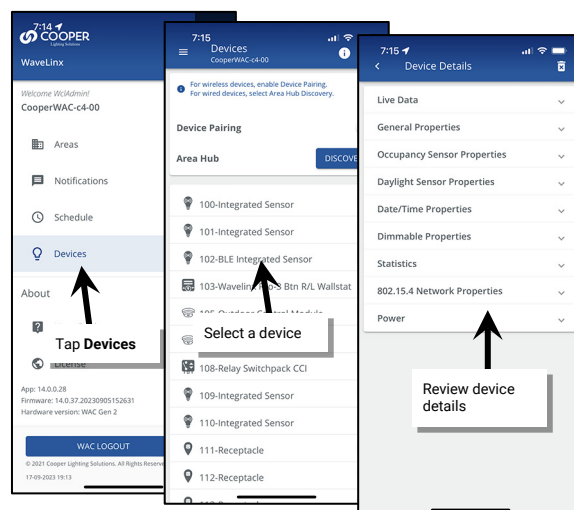 7:14
COOPER
Lighting Solutions
WaveLinx
Welcome WclAdmin!
CooperWAC-c4-00
Areas
Notifications
Schedule
Devices
About
Tap Devices
License
App: 14.0.0.28
Firmware: 14.0.37.20230905152631
Hardware version: WAC Gen 2
WAC LOGOUT
© 2021 Cooper Lighting Solutions, All Rights Reserve
17-09-2023 19:13
7:15
Devices
CooperWAC-c4-00
For wireless devices, enable Device Pairing.
For wired devices, select Area Hub Discovery.
Device Pairing
Area Hub
DISCOVE
100-Integrated Sensor
101-Integrated Sensor
102-BLE Integrated Sensor
103-Wavelinx Pro-3 Btn R/L Wallstat
105-Outdoor Control Module
Select a device
108-Relay Switchpack CCI
109-Integrated Sensor
110-Integrated Sensor
111-Receptacle
112-Receptacle
7:15
Device Details
Live Data
General Properties
Occupancy Sensor Properties
Daylight Sensor Properties
Date/Time Properties
Dimmable Properties
Statistics
802.15.4 Network Properties
Power
Review device
details